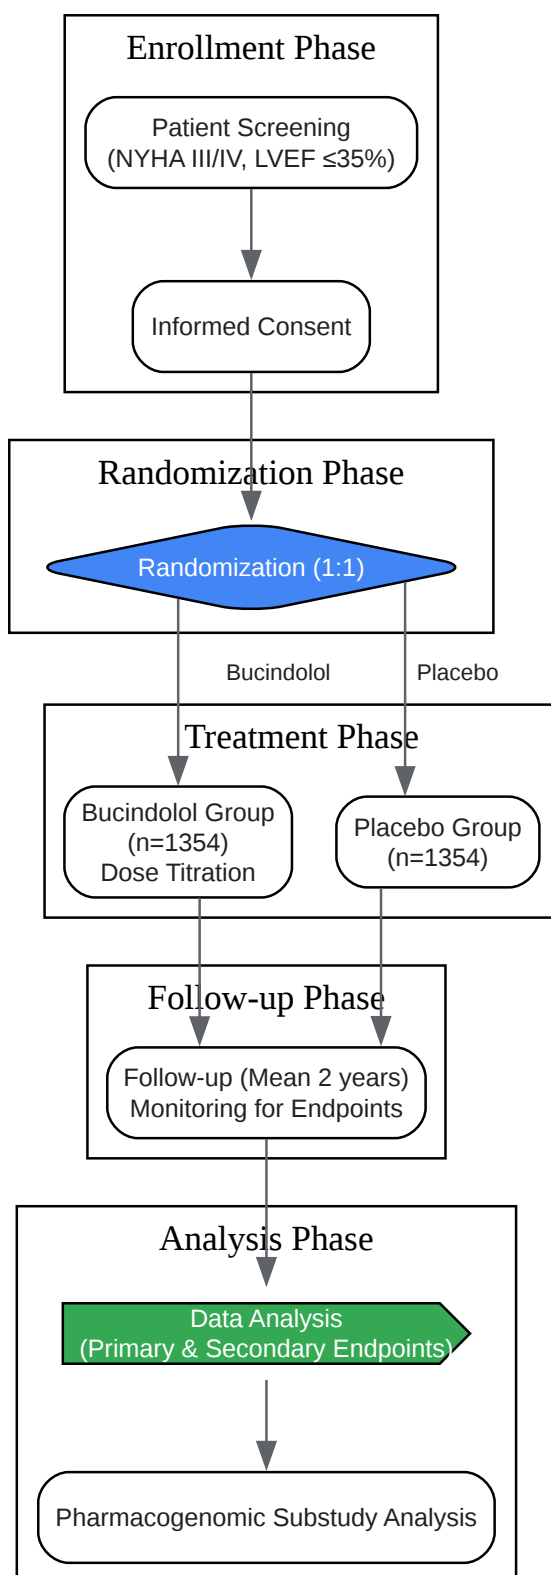 Enrollment Phase
Patient Screening
(NYHA III/IV, LVEF ≤35%)
Informed Consent
Randomization Phase
Randomization (1:1)
Bucindolol
Placebo
Treatment Phase
Bucindolol Group
(n=1354)
Dose Titration
Placebo Group
(n=1354)
Follow-up Phase
Follow-up (Mean 2 years)
Monitoring for Endpoints
Analysis Phase
Data Analysis
(Primary & Secondary Endpoints)
Pharmacogenomic Substudy Analysis